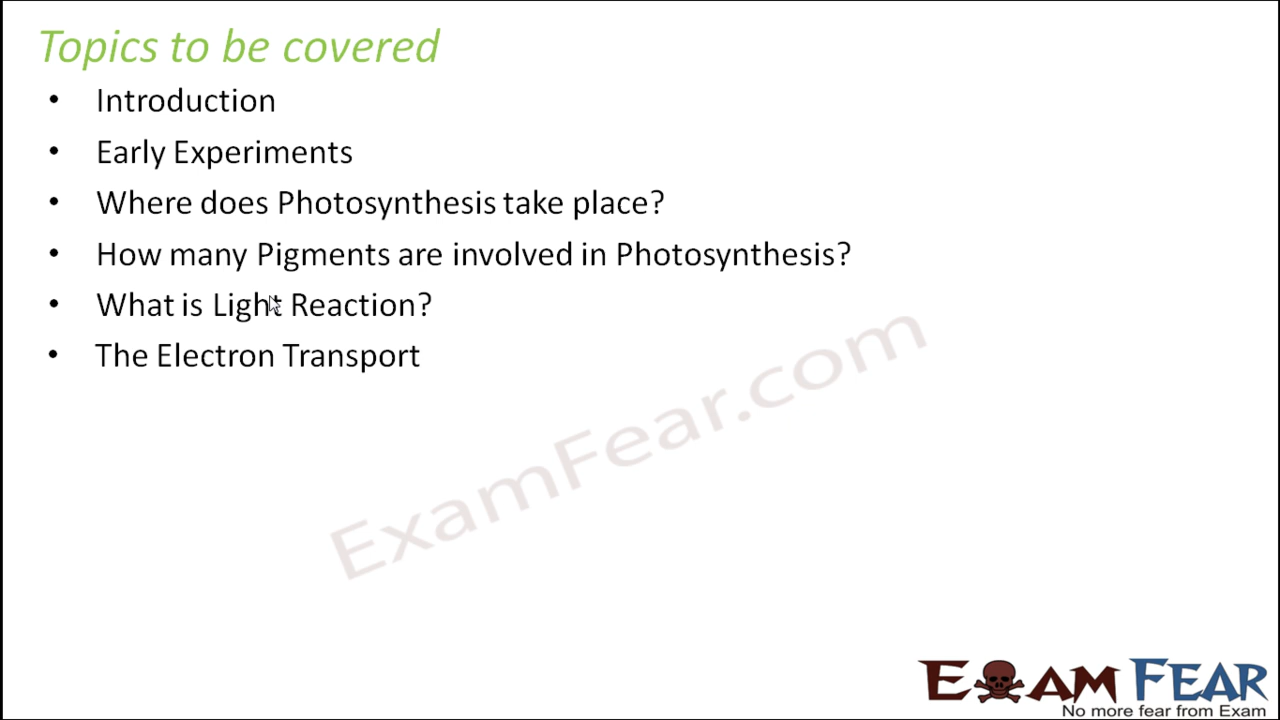 Topics to be covered
• Introduction
• Early Experiments
• Where does Photosynthesis take place?
• How many Pigments are involved in Photosynthesis?
• What is Light Reaction?
• The Electron Transport
ExamFear.com
EXAM FEAR
No more fear from Exam